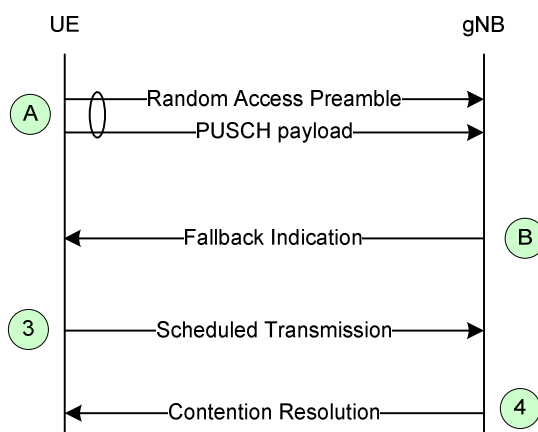 UE gNB
A Random Access Preamble
PUSCH payload
Fallback Indication B
3 Scheduled Transmission
Contention Resolution 4